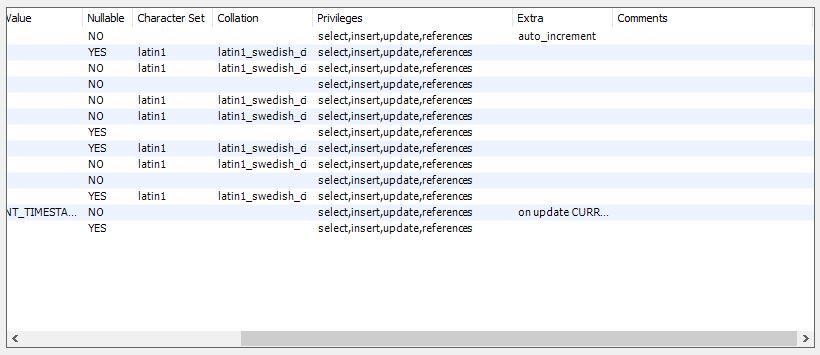 Value Nullable Character Set Collation Privileges Extra Comments
NO select,insert,update,references auto_increment
YES latin1 latin1_swedish_ci select,insert,update,references
NO latin1 latin1_swedish_ci select,insert,update,references
NO select,insert,update,references
NO latin1 latin1_swedish_ci select,insert,update,references
NO latin1 latin1_swedish_ci select,insert,update,references
YES select,insert,update,references
YES latin1 latin1_swedish_ci select,insert,update,references
NO latin1 latin1_swedish_ci select,insert,update,references
NO select,insert,update,references
YES latin1 latin1_swedish_ci select,insert,update,references
NT_TIMESTA... NO select,insert,update,references on update CURR...
YES select,insert,update,references